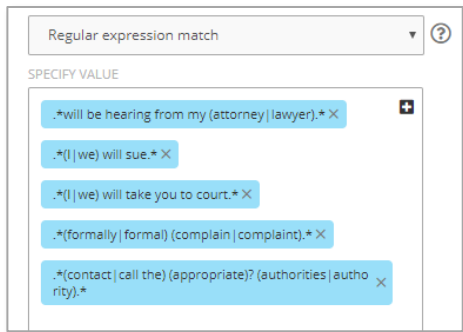 Regular expression match
SPECIFY VALUE
.*will be hearing from my (attorney|lawyer).*
.*(I|we) will sue.*
.*(I|we) will take you to court.*
.*(formally|formal) (complain|complaint).*
.*(contact|call the) (appropriate)? (authorities|autho
rity).*